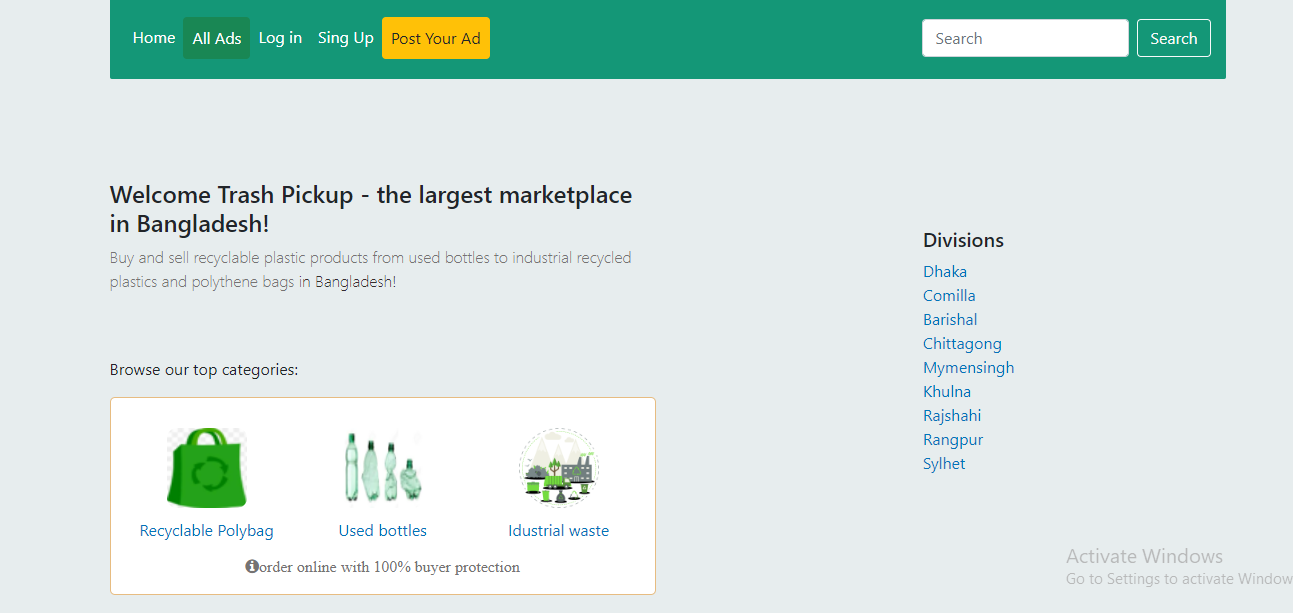 Home All Ads Log in Sing Up Post Your Ad Search Search
Welcome Trash Pickup - the largest marketplace
in Bangladesh!
Buy and sell recyclable plastic products from used bottles to industrial recycled
plastics and polythene bags in Bangladesh!
Browse our top categories:
Recyclable Polybag Used bottles Idustrial waste
order online with 100% buyer protection
Divisions
Dhaka
Comilla
Barishal
Chittagong
Mymensingh
Khulna
Rajshahi
Rangpur
Sylhet
Activate Windows
Go to Settings to activate Window